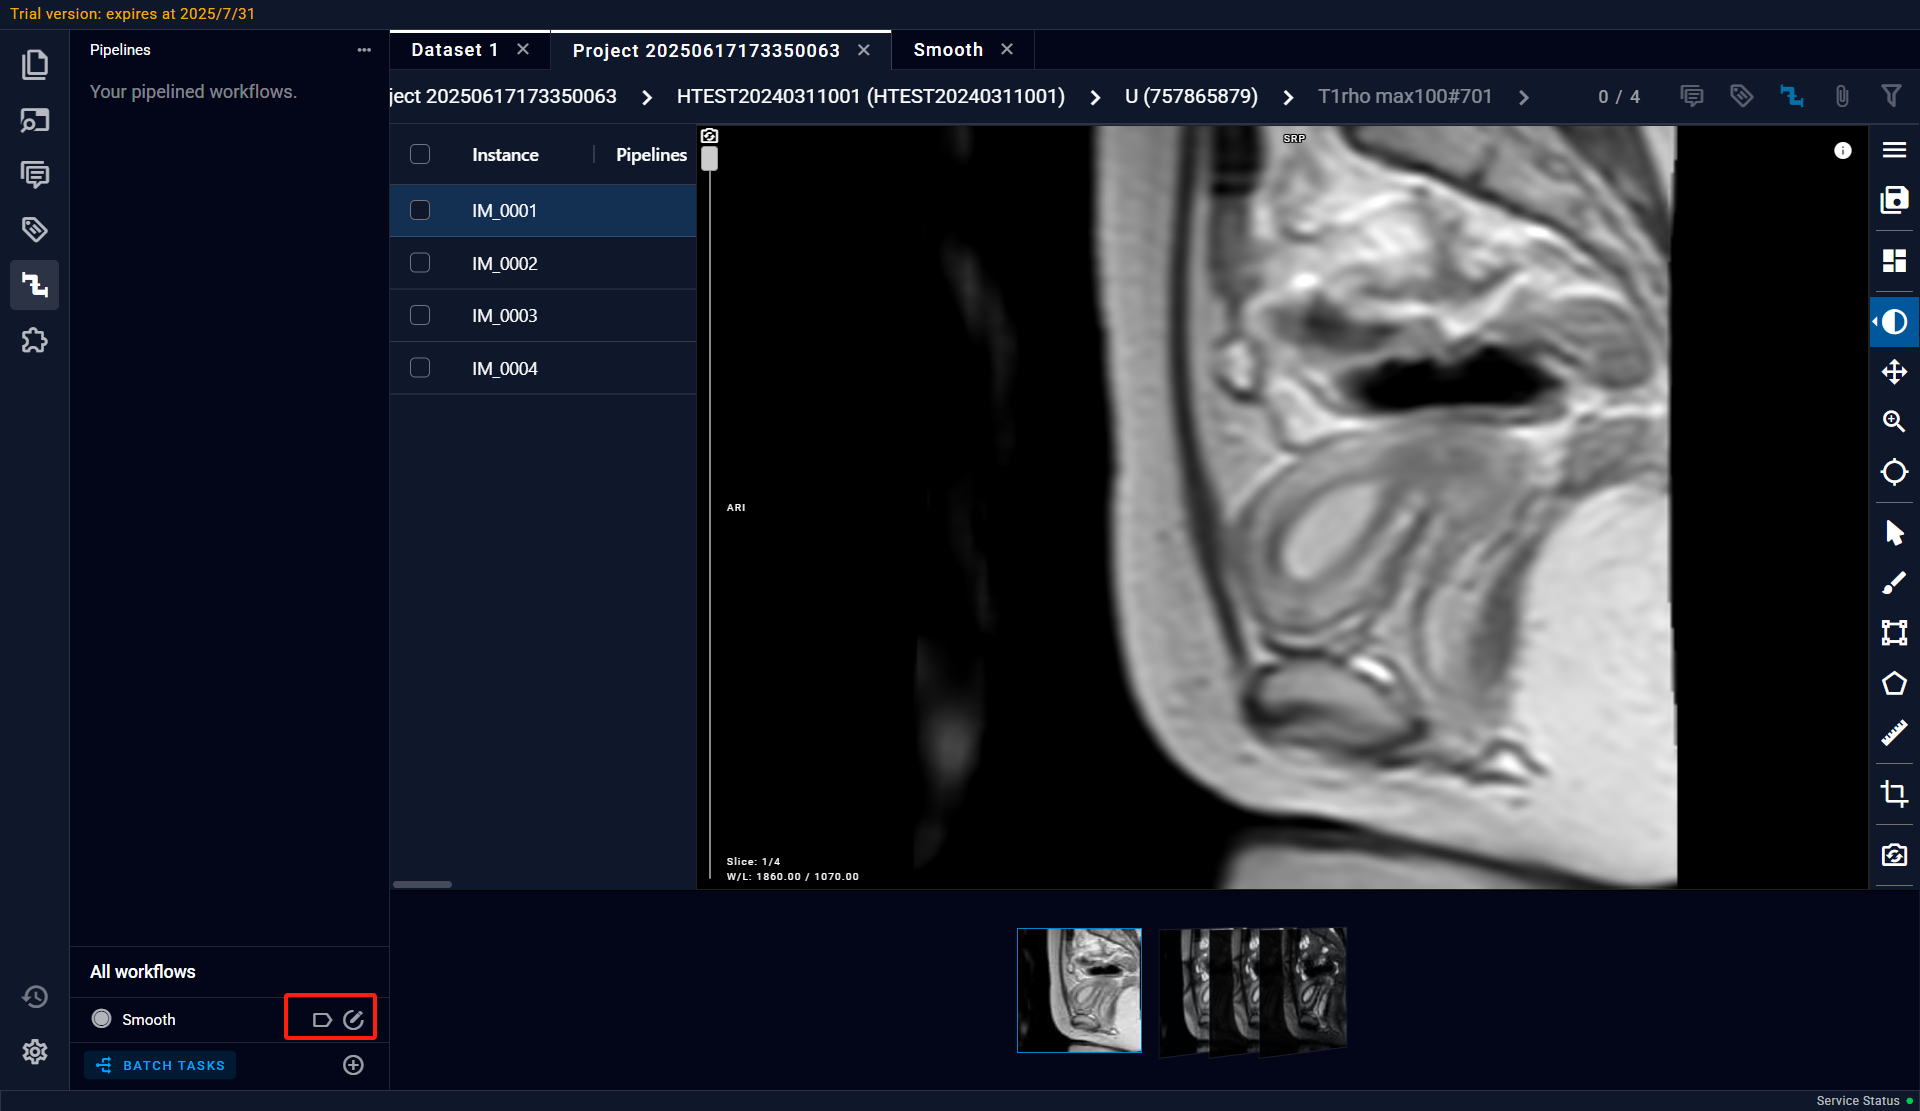 Trial version: expires at 2025/7/31
Pipelines
Your pipelined workflows.
Dataset 1
Project 20250617173350063
Smooth
ject 20250617173350063
HTEST20240311001 (HTEST20240311001)
U (757865879)
T1rho max100#701
0 / 4
Instance
Pipelines
IM_0001
IM_0002
IM_0003
IM_0004
SRP
ARI
Slice: 1/4
W/L: 1860.00 / 1070.00
All workflows
Smooth
BATCH TASKS
Service Status